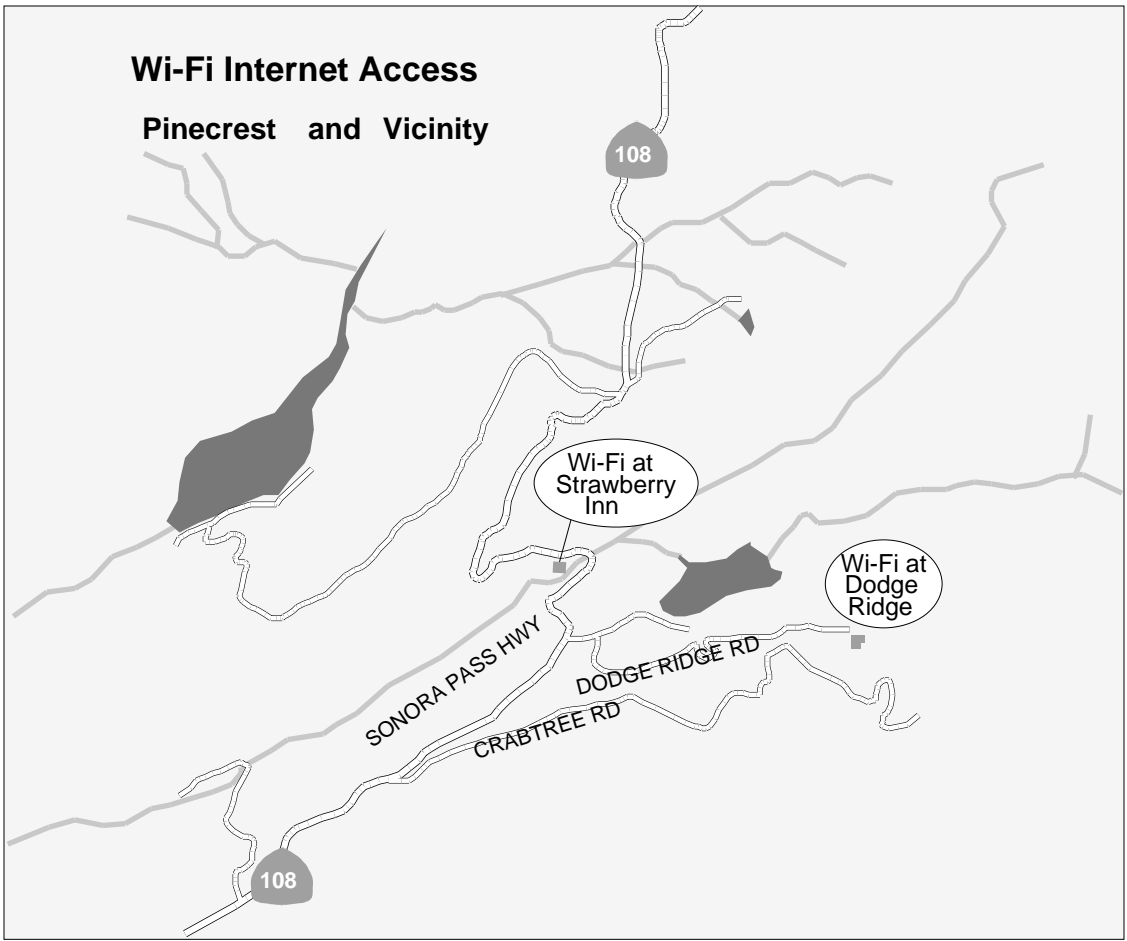 Wi-Fi Internet Access
Pinecrest and Vicinity
108
Wi-Fi at
Strawberry
Inn
Wi-Fi at
Dodge
Ridge
SONORA PASS HWY
DODGE RIDGE RD
CRABTREE RD
108